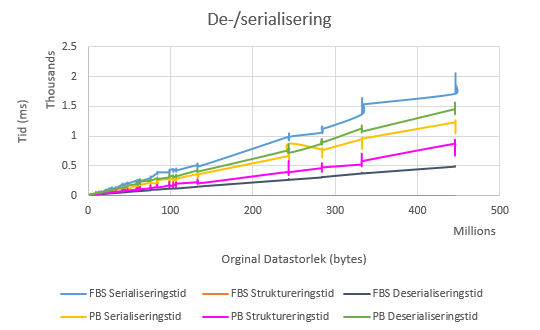 De-/serialisering
Tid (ms)
Thousands
2.5
2
1.5
1
0.5
0
0 100 200 300 400 500
Millions
Orginal Datastorlek (bytes)
FBS Serialiseringstid FBS Struktureringstid FBS Deserialiseringstid
PB Serialiseringstid PB Struktureringstid PB Deserialiseringstid